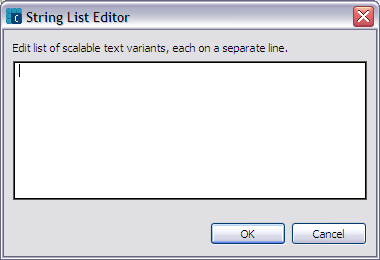 String List Editor
Edit list of scalable text variants, each on a separate line.
OK
Cancel